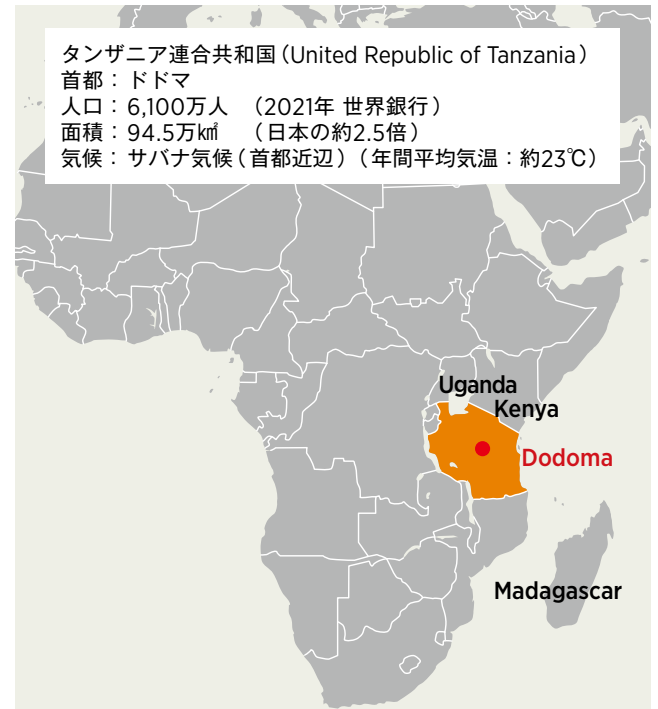 タンザニア連合共和国（United Republic of Tanzania）
首都：ドドマ
人口：6,100万人　（2021年 世界銀行）
面積：94.5万㎢　（日本の約2.5倍）
気候：サバナ気候（首都近辺）（年間平均気温：約23℃）
Uganda
Kenya
Dodoma
Madagascar